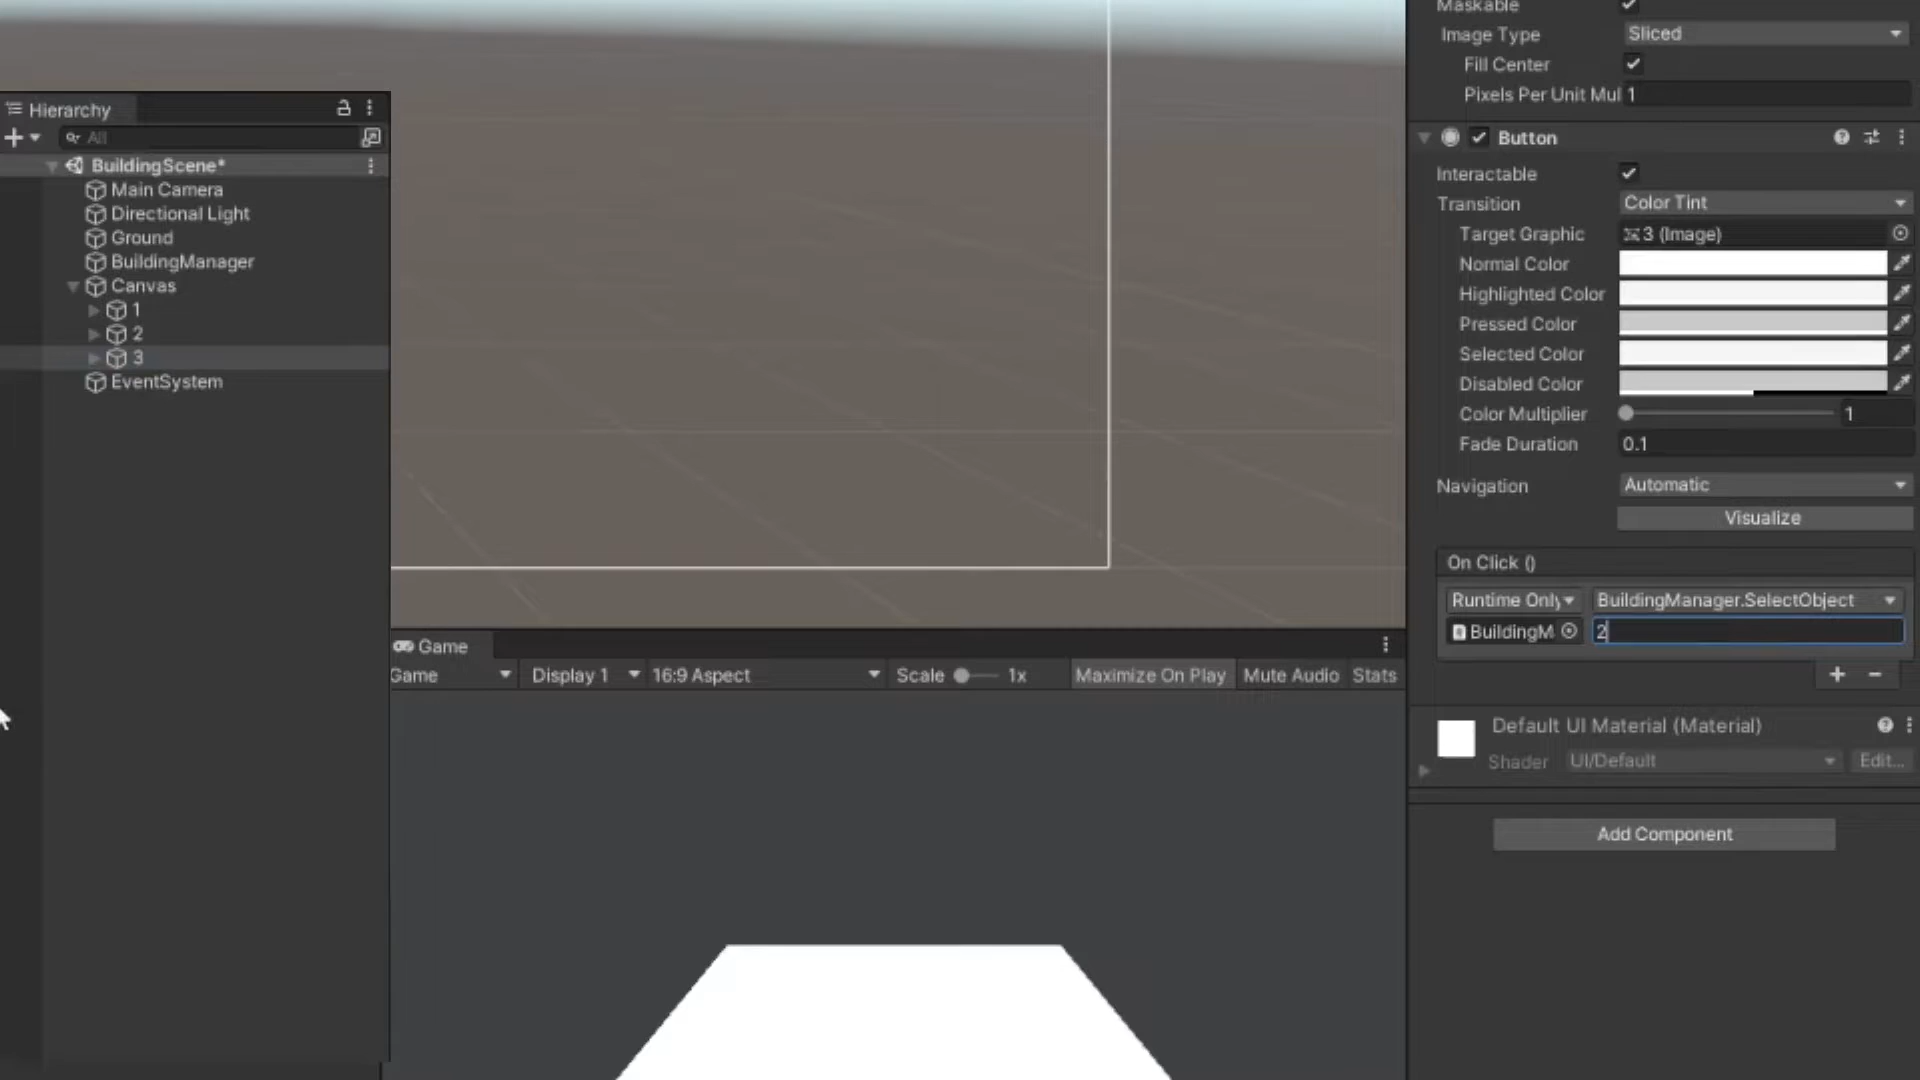 Hierarchy
All
BuildingScene*
Main Camera
Directional Light
Ground
BuildingManager
Canvas
1
2
3
EventSystem
Game
Game
Display 1
16:9 Aspect
Scale
1x
Maximize On Play
Mute Audio
Stats
Maskable
Image Type
Sliced
Fill Center
Pixels Per Unit Mul
1
Button
Interactable
Transition
Color Tint
Target Graphic
3 (Image)
Normal Color
Highlighted Color
Pressed Color
Selected Color
Disabled Color
Color Multiplier
1
Fade Duration
0.1
Navigation
Automatic
Visualize
On Click ()
Runtime Only
BuildingManager.SelectObject
BuildingM
2
Default UI Material (Material)
Shader
UI/Default
Edit...
Add Component